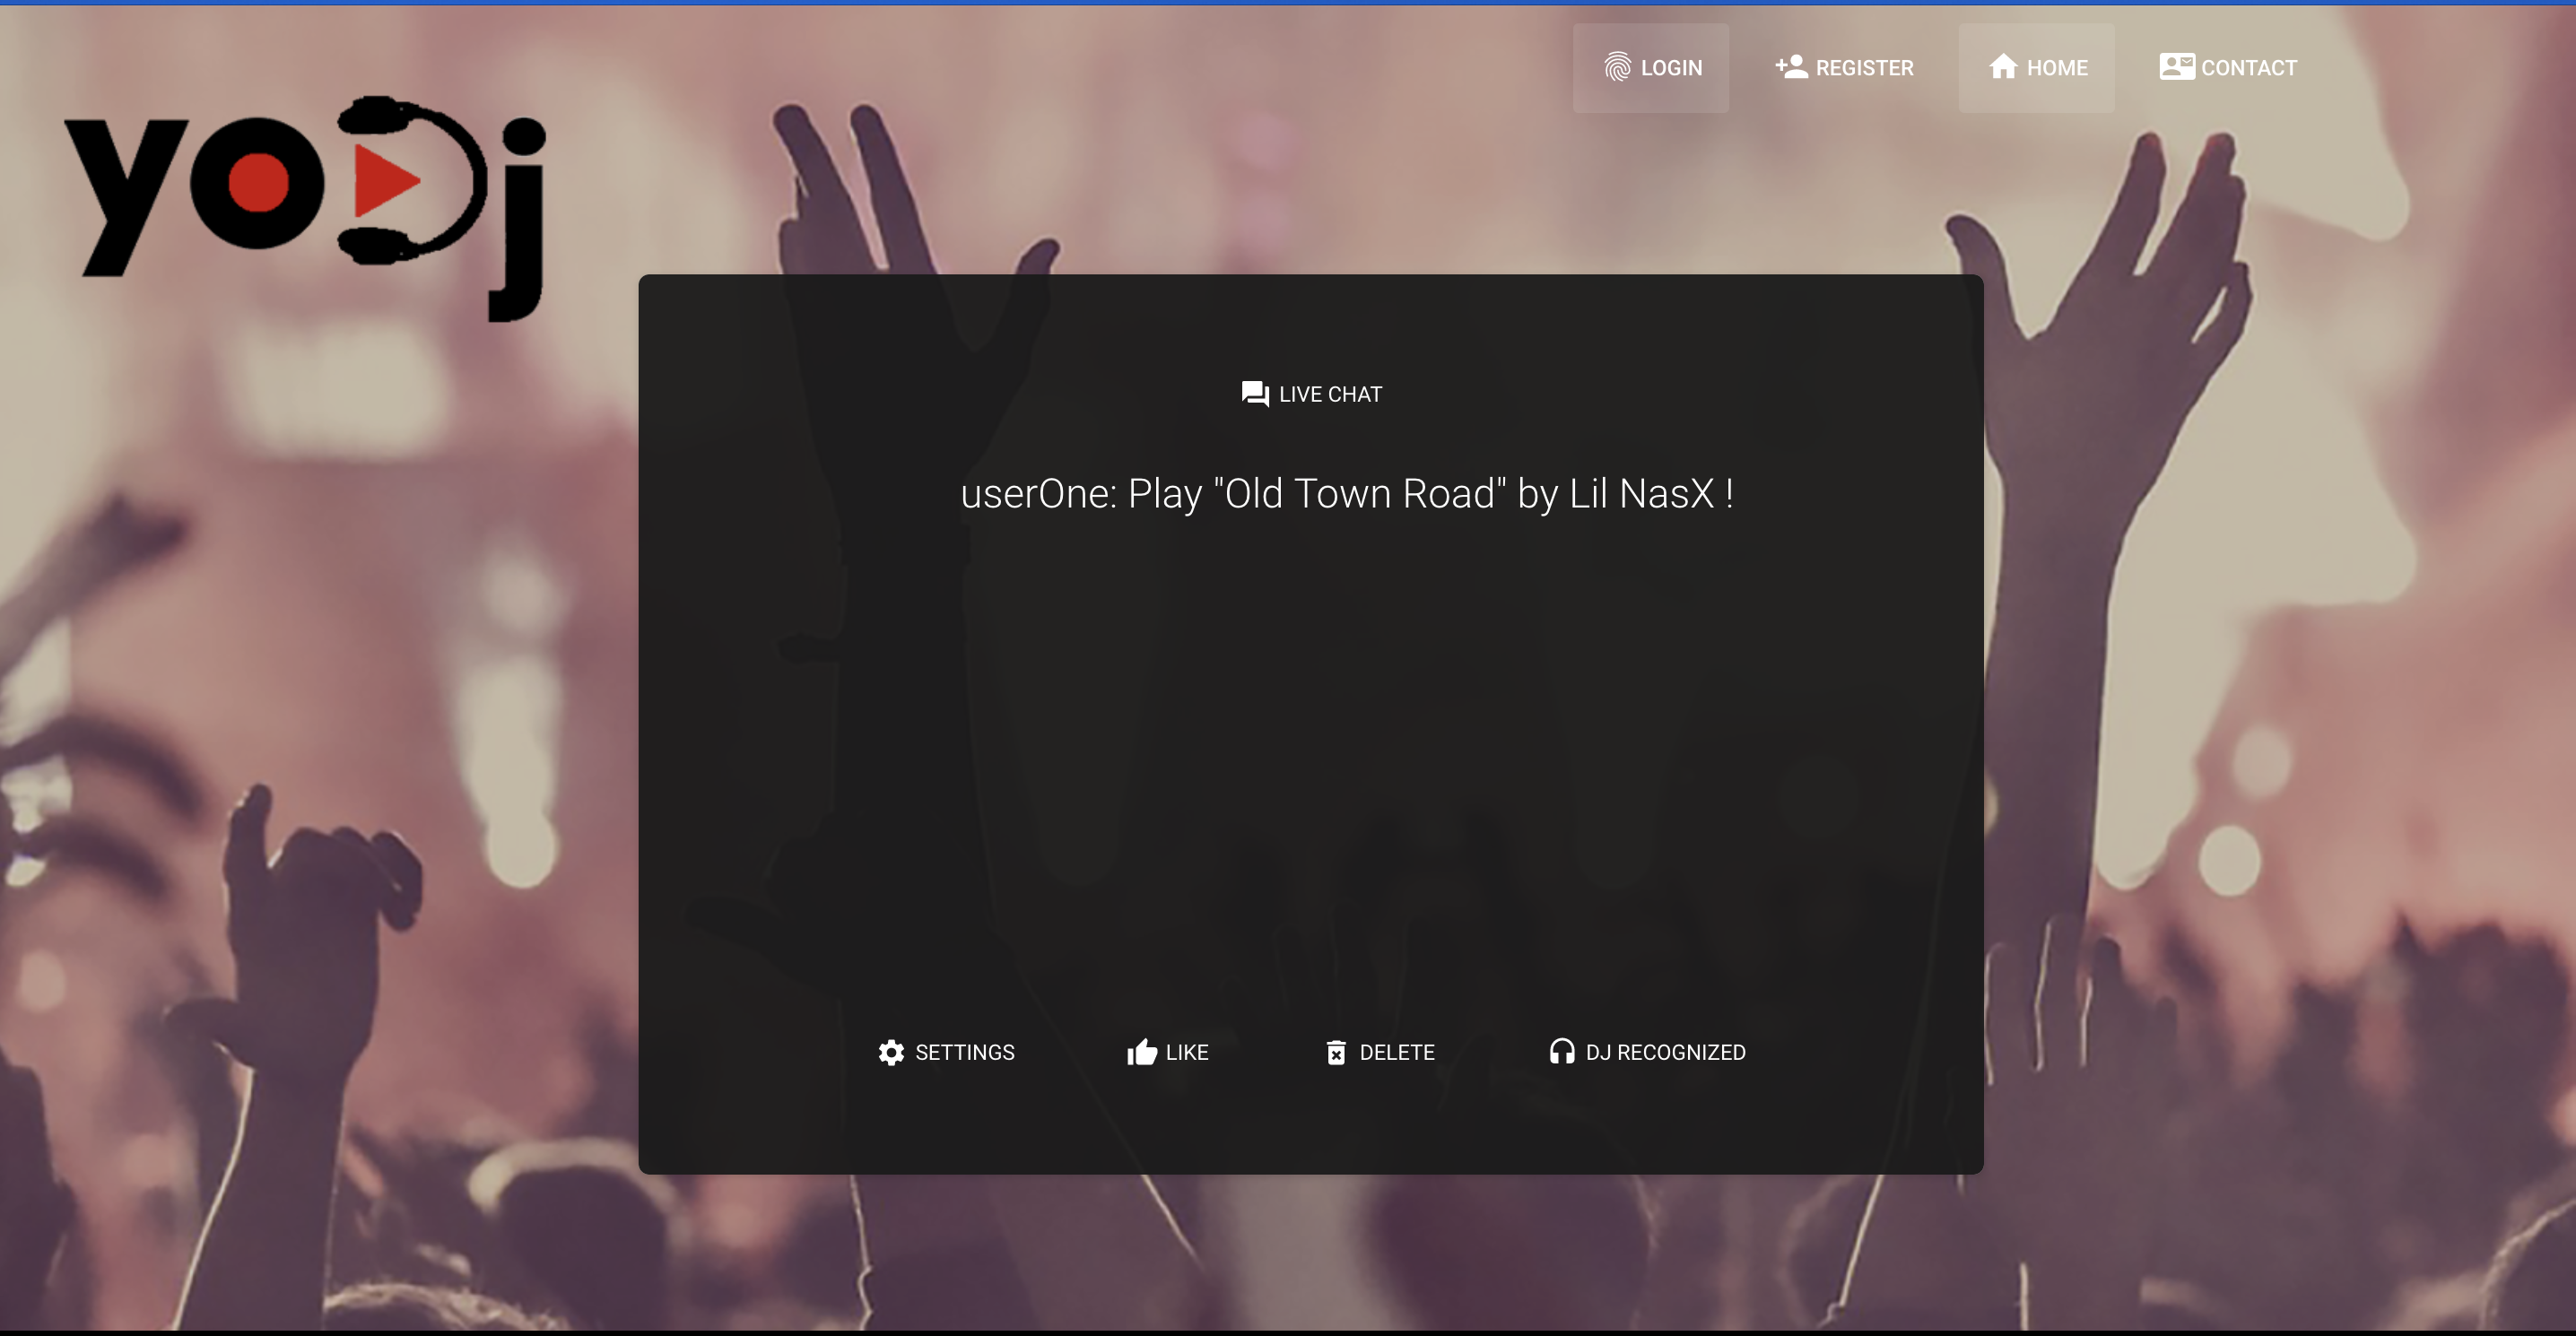 LOGIN REGISTER HOME CONTACT
yoDj
LIVE CHAT
userOne: Play "Old Town Road" by Lil NasX !
SETTINGS LIKE DELETE DJ RECOGNIZED